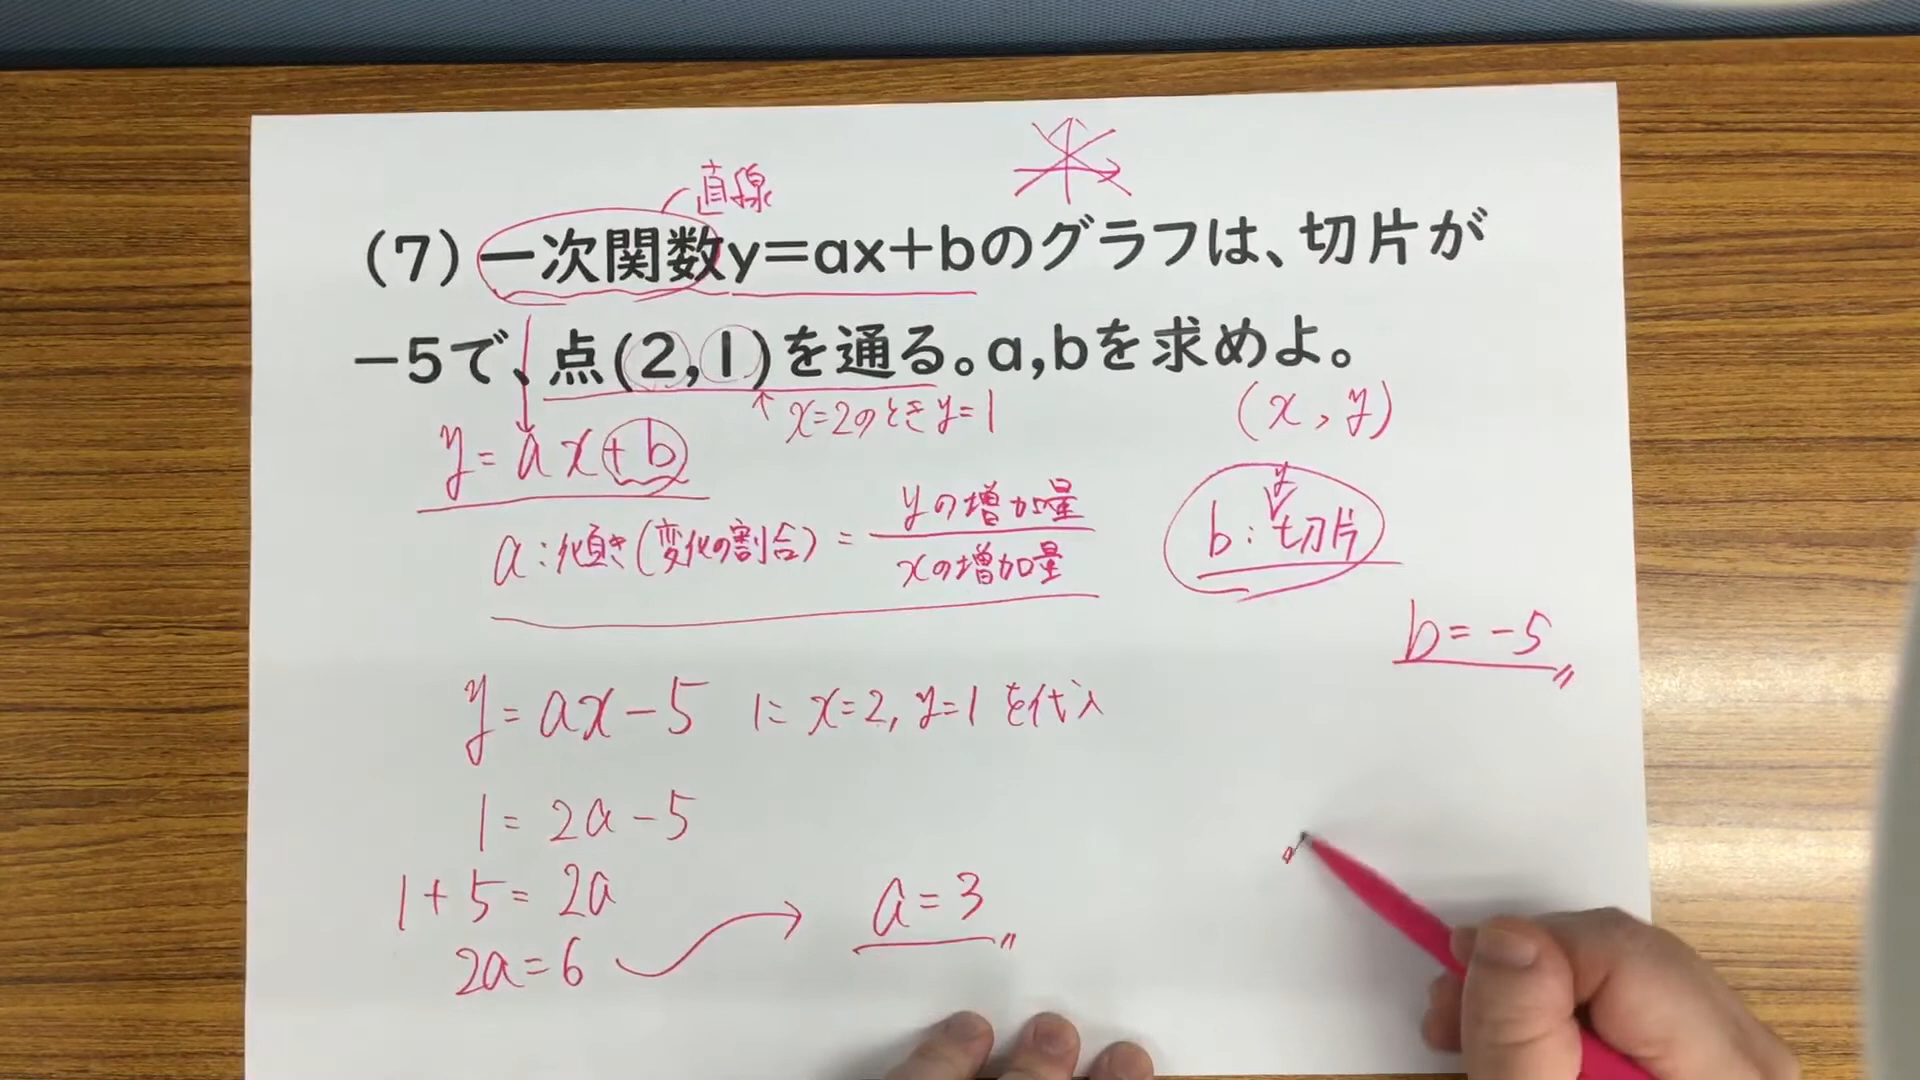 直線
(7)一次関数y=ax+bのグラフは、切片が
-5で、点(2,1)を通る。a,bを求めよ。
x=2のときy=1
(x,y)
y=ax+b
a:傾き(変化の割合)=yの増加量/xの増加量
y
b:切片
b=-5
y=ax-5 に x=2, y=1 を代入
1=2a-5
1+5=2a
2a=6
a=3